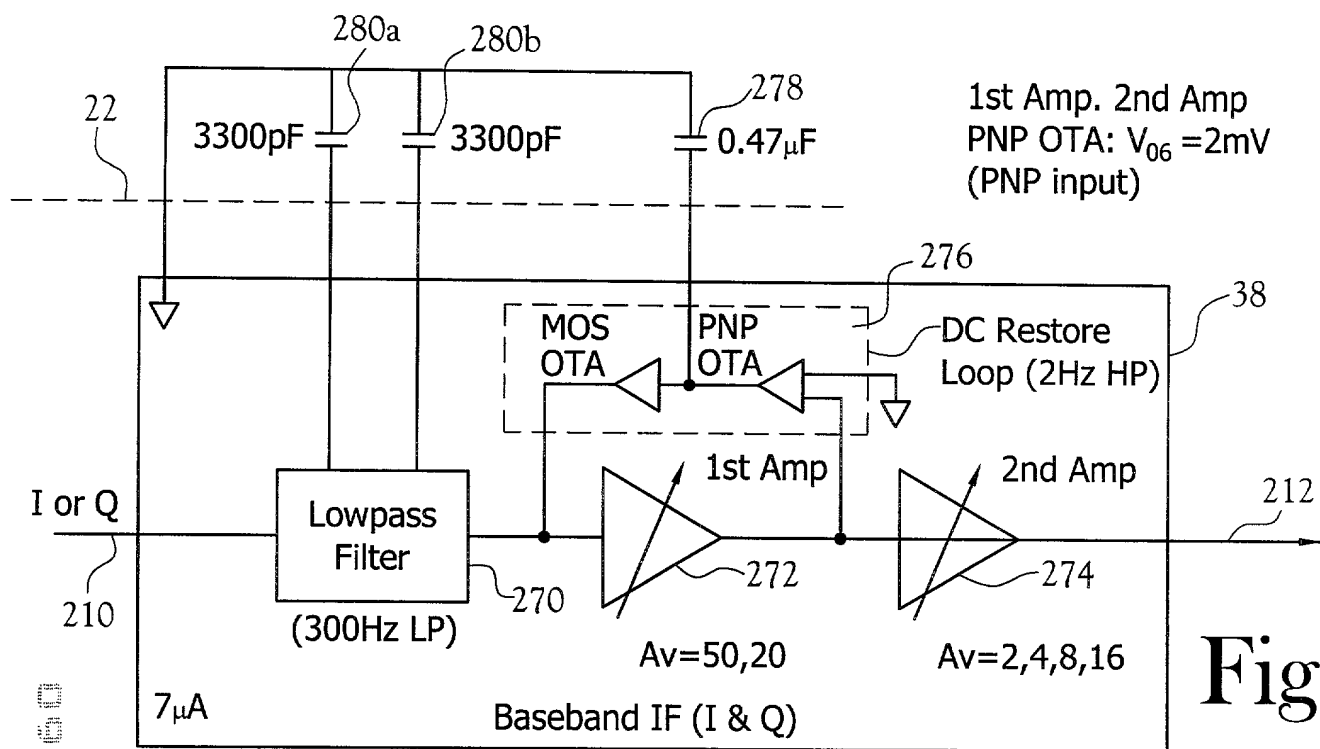 280a
280b
278
1st Amp. 2nd Amp
PNP OTA: V06 =2mV
(PNP input)
22
3300pF
3300pF
0.47µF
276
38
MOS
OTA
PNP
OTA
DC Restore
Loop (2Hz HP)
I or Q
210
Lowpass
Filter
270
(300Hz LP)
1st Amp
272
Av=50,20
2nd Amp
274
Av=2,4,8,16
212
7µA
Baseband IF (I & Q)
Fig